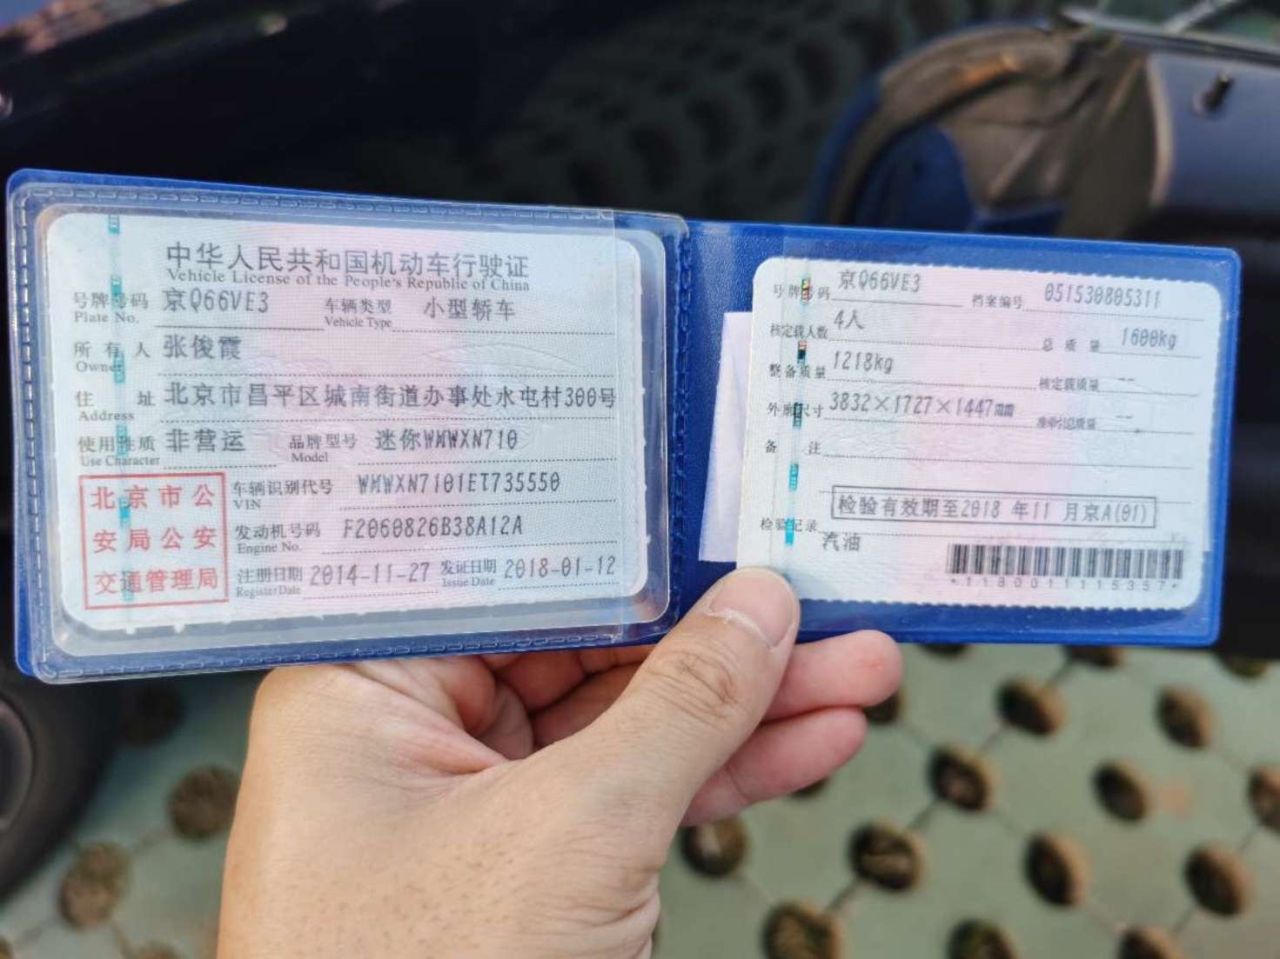 中华人民共和国机动车行驶证
Vehicle License of the People's Republic of China
号牌号码 京Q66VE3 车辆类型 小型轿车
Plate No. Vehicle Type
所有人 张俊霞
Owner
住址 北京市昌平区城南街道办事处水屯村300号
Address
使用性质 非营运 品牌型号 迷你WMWXN710
Use Character Model
车辆识别代号 WMWXN7101ET735550
VIN
发动机号码 F2060826B38A12A
Engine No.
注册日期 2014-11-27 发证日期 2018-01-12
Register Date Issue Date
北京市公
安局公安
交通管理局
号牌号码 京Q66VE3 档案编号 051530805311
核定载人数 4人 总质量 1600kg
整备质量 1218kg 核定载质量 --
外廓尺寸 3832×1727×1447mm 准牵引总质量 --
备注
检验有效期至2018 年11 月京A(01)
检验记录
汽油
*1180011115357*